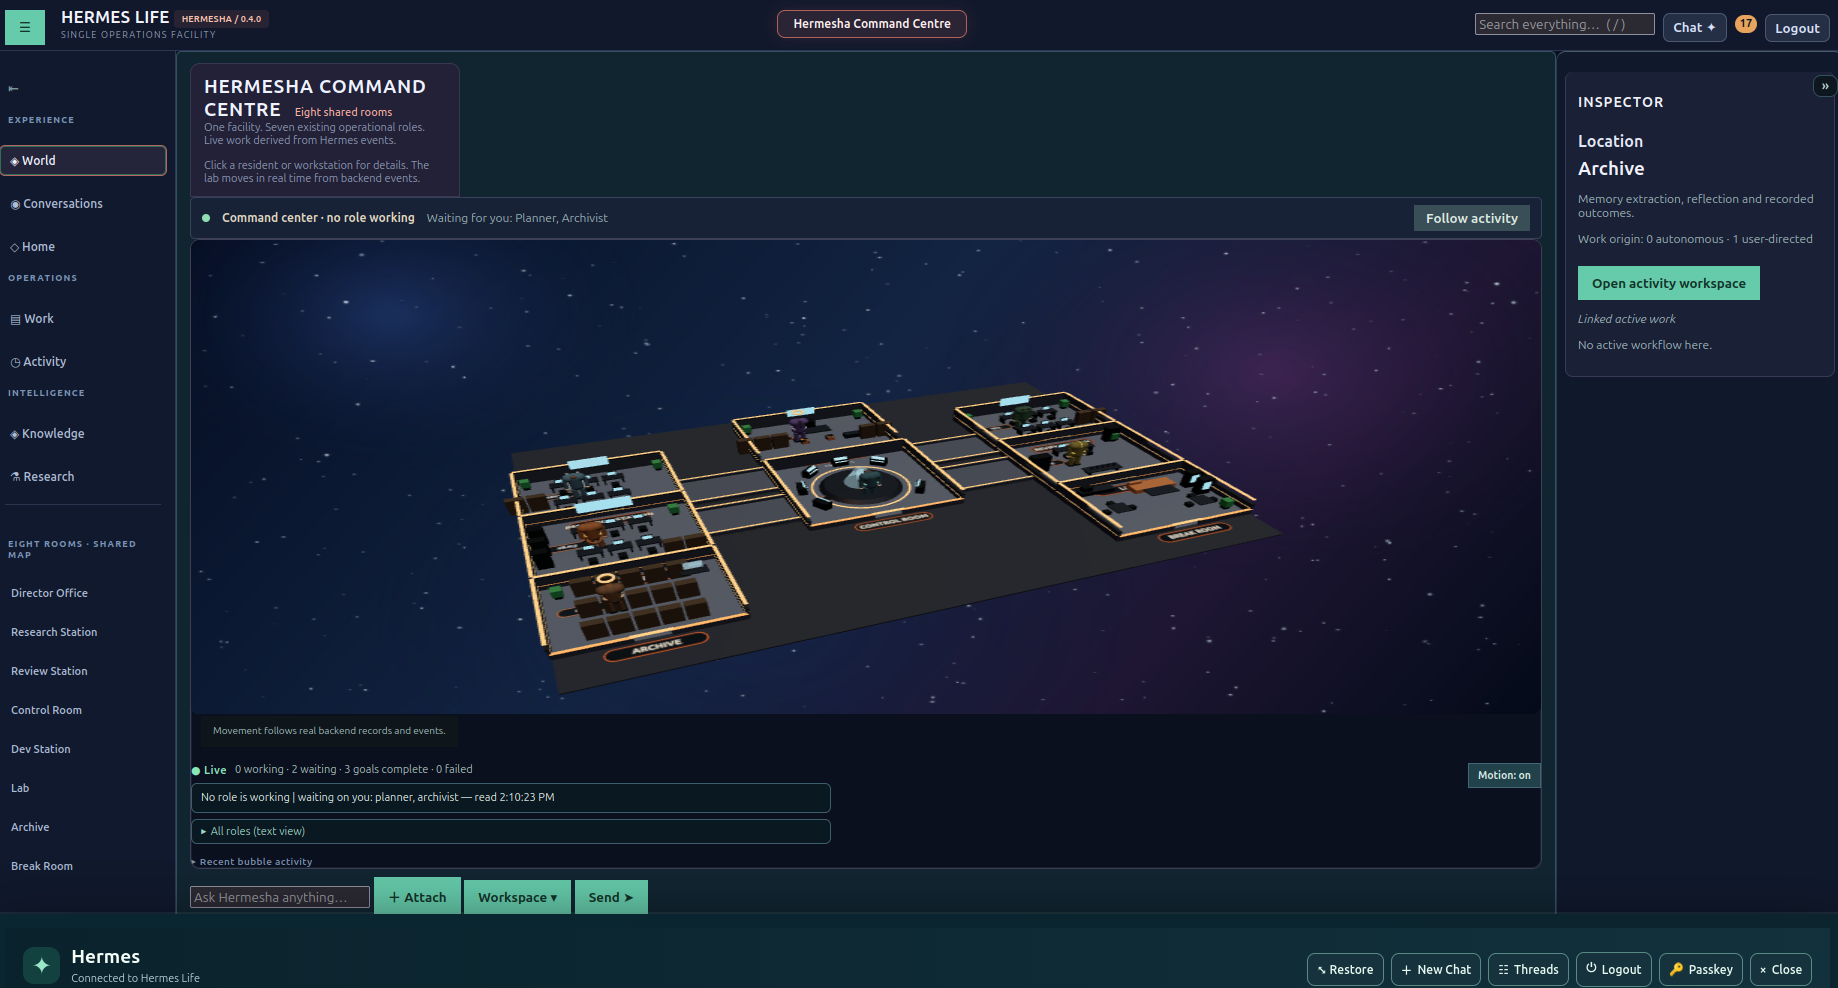 ☰
HERMES LIFE HERMESHA / 0.4.0
SINGLE OPERATIONS FACILITY
Hermesha Command Centre
Search everything... ( / )
Chat ✦
17
Logout
⇤
EXPERIENCE
◈ World
◉ Conversations
◇ Home
OPERATIONS
▤ Work
◷ Activity
INTELLIGENCE
◈ Knowledge
⚗ Research
EIGHT ROOMS · SHARED
MAP
Director Office
Research Station
Review Station
Control Room
Dev Station
Lab
Archive
Break Room
HERMESHA COMMAND
CENTRE Eight shared rooms
One facility. Seven existing operational roles.
Live work derived from Hermes events.
Click a resident or workstation for details. The
lab moves in real time from backend events.
Command center · no role working Waiting for you: Planner, Archivist
Follow activity
CONTROL ROOM
BREAK ROOM
ARCHIVE
Movement follows real backend records and events.
Live 0 working · 2 waiting · 3 goals complete · 0 failed
Motion: on
No role is working | waiting on you: planner, archivist — read 2:10:23 PM
▸ All roles (text view)
▸ Recent bubble activity
Ask Hermesha anything...
+ Attach
Workspace ▾
Send ➤
»
INSPECTOR
Location
Archive
Memory extraction, reflection and recorded
outcomes.
Work origin: 0 autonomous · 1 user-directed
Open activity workspace
Linked active work
No active workflow here.
✦
Hermes
Connected to Hermes Life
⤡ Restore
+ New Chat
☷ Threads
⏻ Logout
🔑 Passkey
× Close